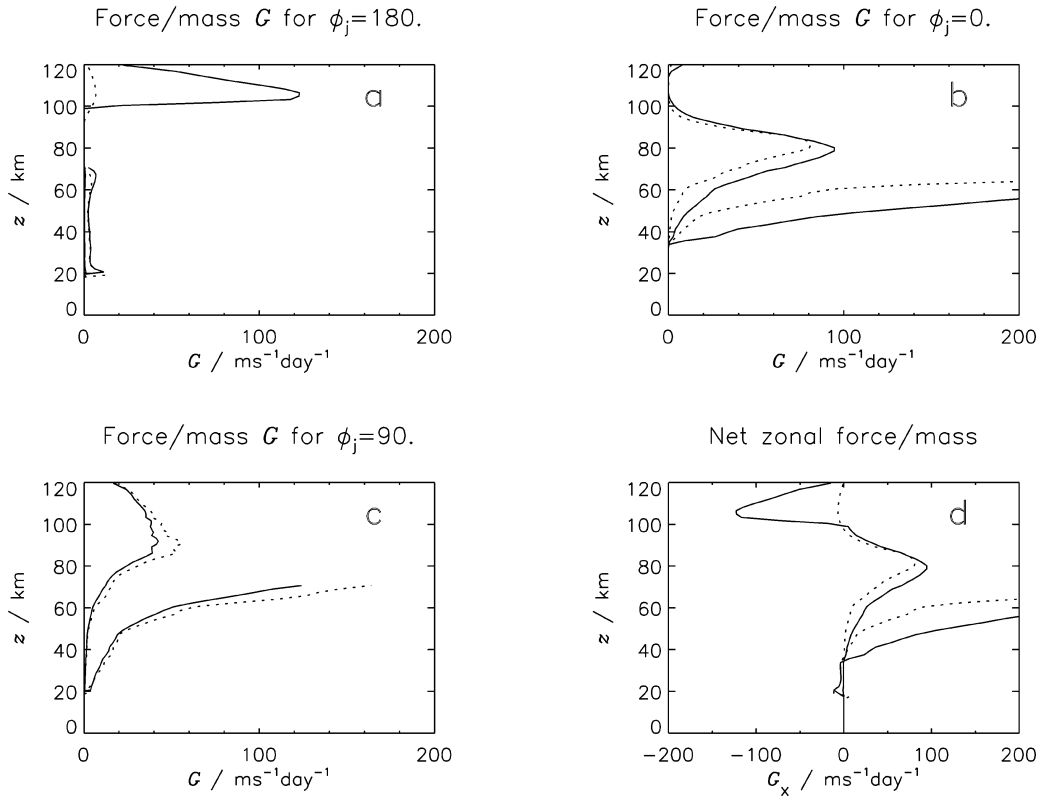 Force/mass G for ϕj=180.
120
100
80
60
40
20
0
z / km
a
0 100 200
G / ms⁻¹day⁻¹
Force/mass G for ϕj=0.
120
100
80
60
40
20
0
z / km
b
0 100 200
G / ms⁻¹day⁻¹
Force/mass G for ϕj=90.
120
100
80
60
40
20
0
z / km
c
0 100 200
G / ms⁻¹day⁻¹
Net zonal force/mass
120
100
80
60
40
20
0
z / km
d
−200 −100 0 100 200
Gx / ms⁻¹day⁻¹